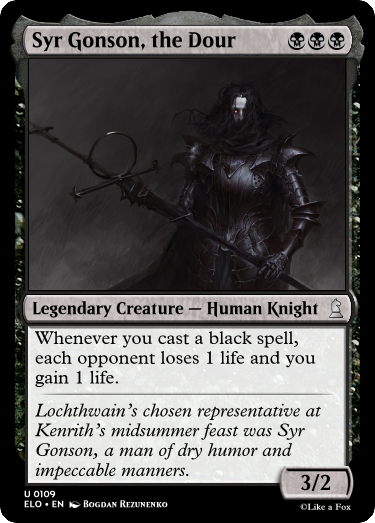 Syr Gonson, the Dour
Legendary Creature — Human Knight
Whenever you cast a black spell,
each opponent loses 1 life and you
gain 1 life.
Lochthwain's chosen representative at
Kenrith's midsummer feast was Syr
Gonson, a man of dry humor and
impeccable manners.
3/2
U 0109
ELO • EN Bogdan Rezunenko
©Like a Fox